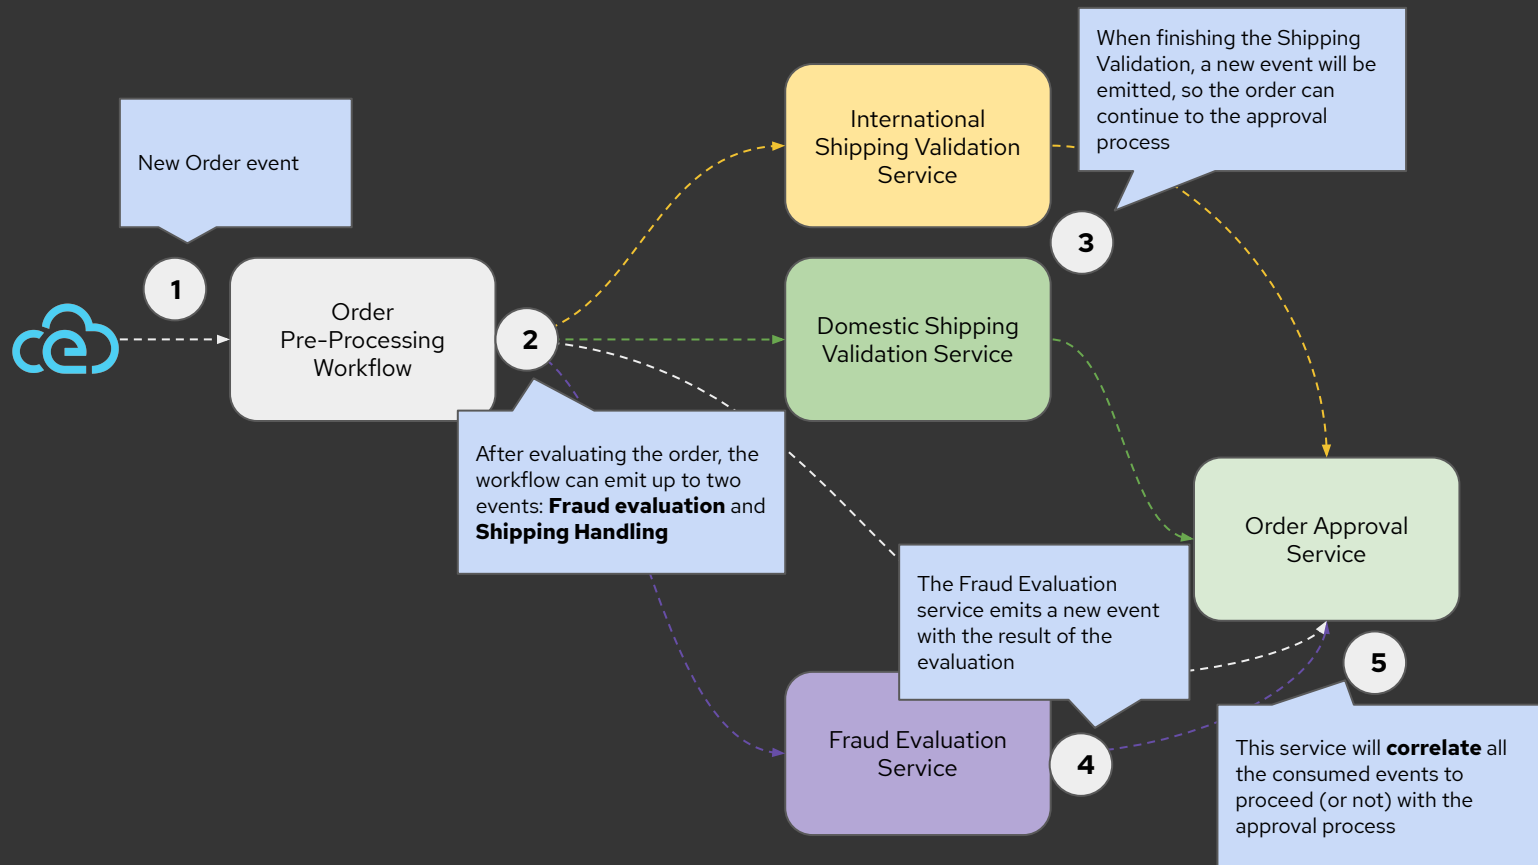 New Order event
1
Order
Pre-Processing
Workflow
2
After evaluating the order, the
workflow can emit up to two
events: Fraud evaluation and
Shipping Handling
International
Shipping Validation
Service
When finishing the Shipping
Validation, a new event will be
emitted, so the order can
continue to the approval
process
3
Domestic Shipping
Validation Service
Order Approval
Service
The Fraud Evaluation
service emits a new event
with the result of the
evaluation
Fraud Evaluation
Service
4
5
This service will correlate all
the consumed events to
proceed (or not) with the
approval process